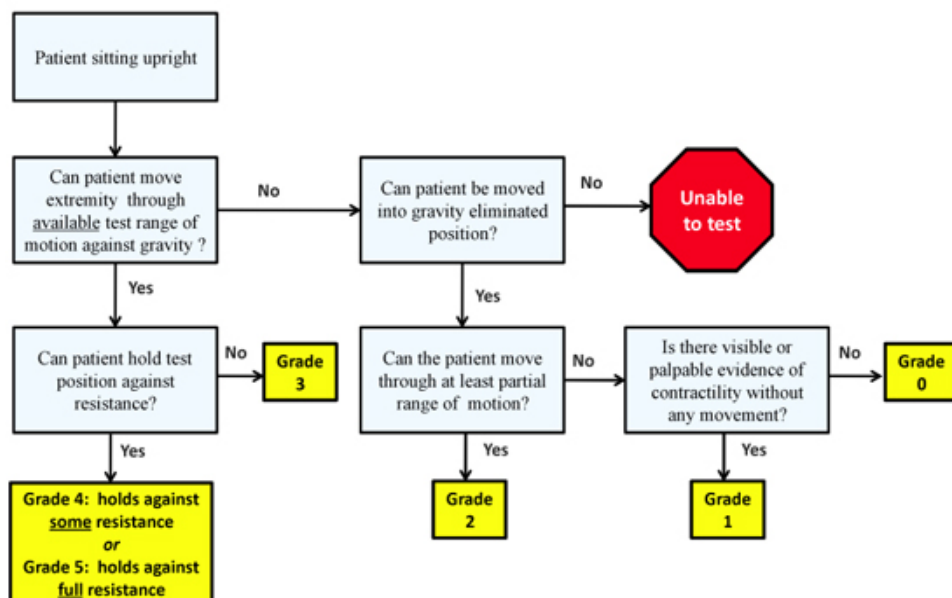 Patient sitting upright
Can patient move
extremity through
available test range of
motion against gravity ?
No
Can patient be moved
into gravity eliminated
position?
No
Unable
to test
Yes
Yes
Can patient hold test
position against
resistance?
No
Grade
3
Can the patient move
through at least partial
range of motion?
No
Is there visible or
palpable evidence of
contractility without
any movement?
No
Grade
0
Yes
Yes
Yes
Grade 4: holds against
some resistance
or
Grade 5: holds against
full resistance
Grade
2
Grade
1